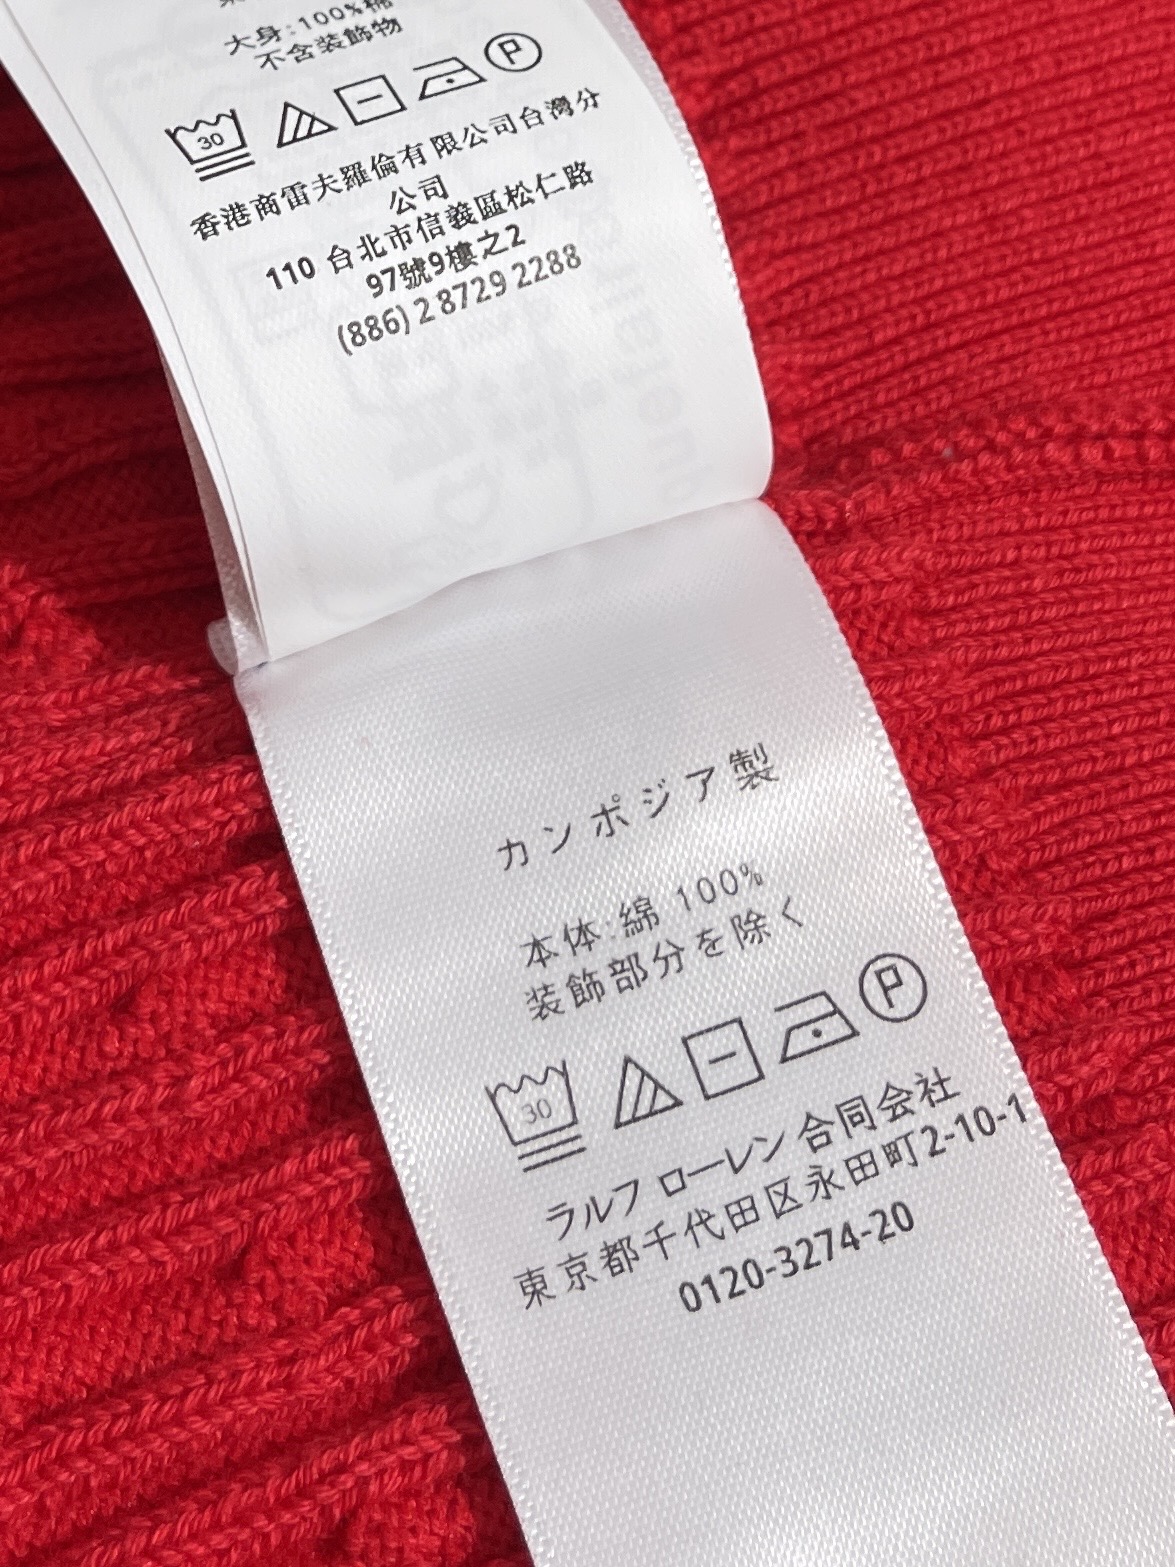 大身:100%棉
不含装飾物
30
P
香港商雷夫羅倫有限公司台灣分
公司
110 台北市信義區松仁路
97號9樓之2
(886) 2 8729 2288
カンボジア製
本体:綿 100%
装飾部分を除く
30
P
ラルフ ローレン合同会社
東京都千代田区永田町2-10-1
0120-3274-20